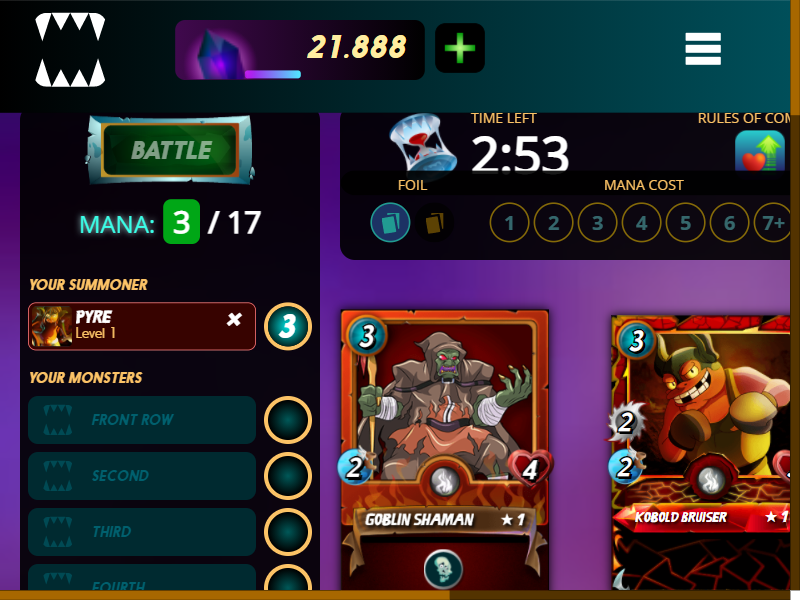 21.888
TIME LEFT
RULES OF COM
2:53
BATTLE
FOIL
MANA COST
MANA: 3 / 17
1 2 3 4 5 6 7+
YOUR SUMMONER
PYRE
Level 1
3
YOUR MONSTERS
FRONT ROW
SECOND
THIRD
FOURTH
3
2
4
GOBLIN SHAMAN ★ 1
3
2
2
KOBOLD BRUISER ★ 1